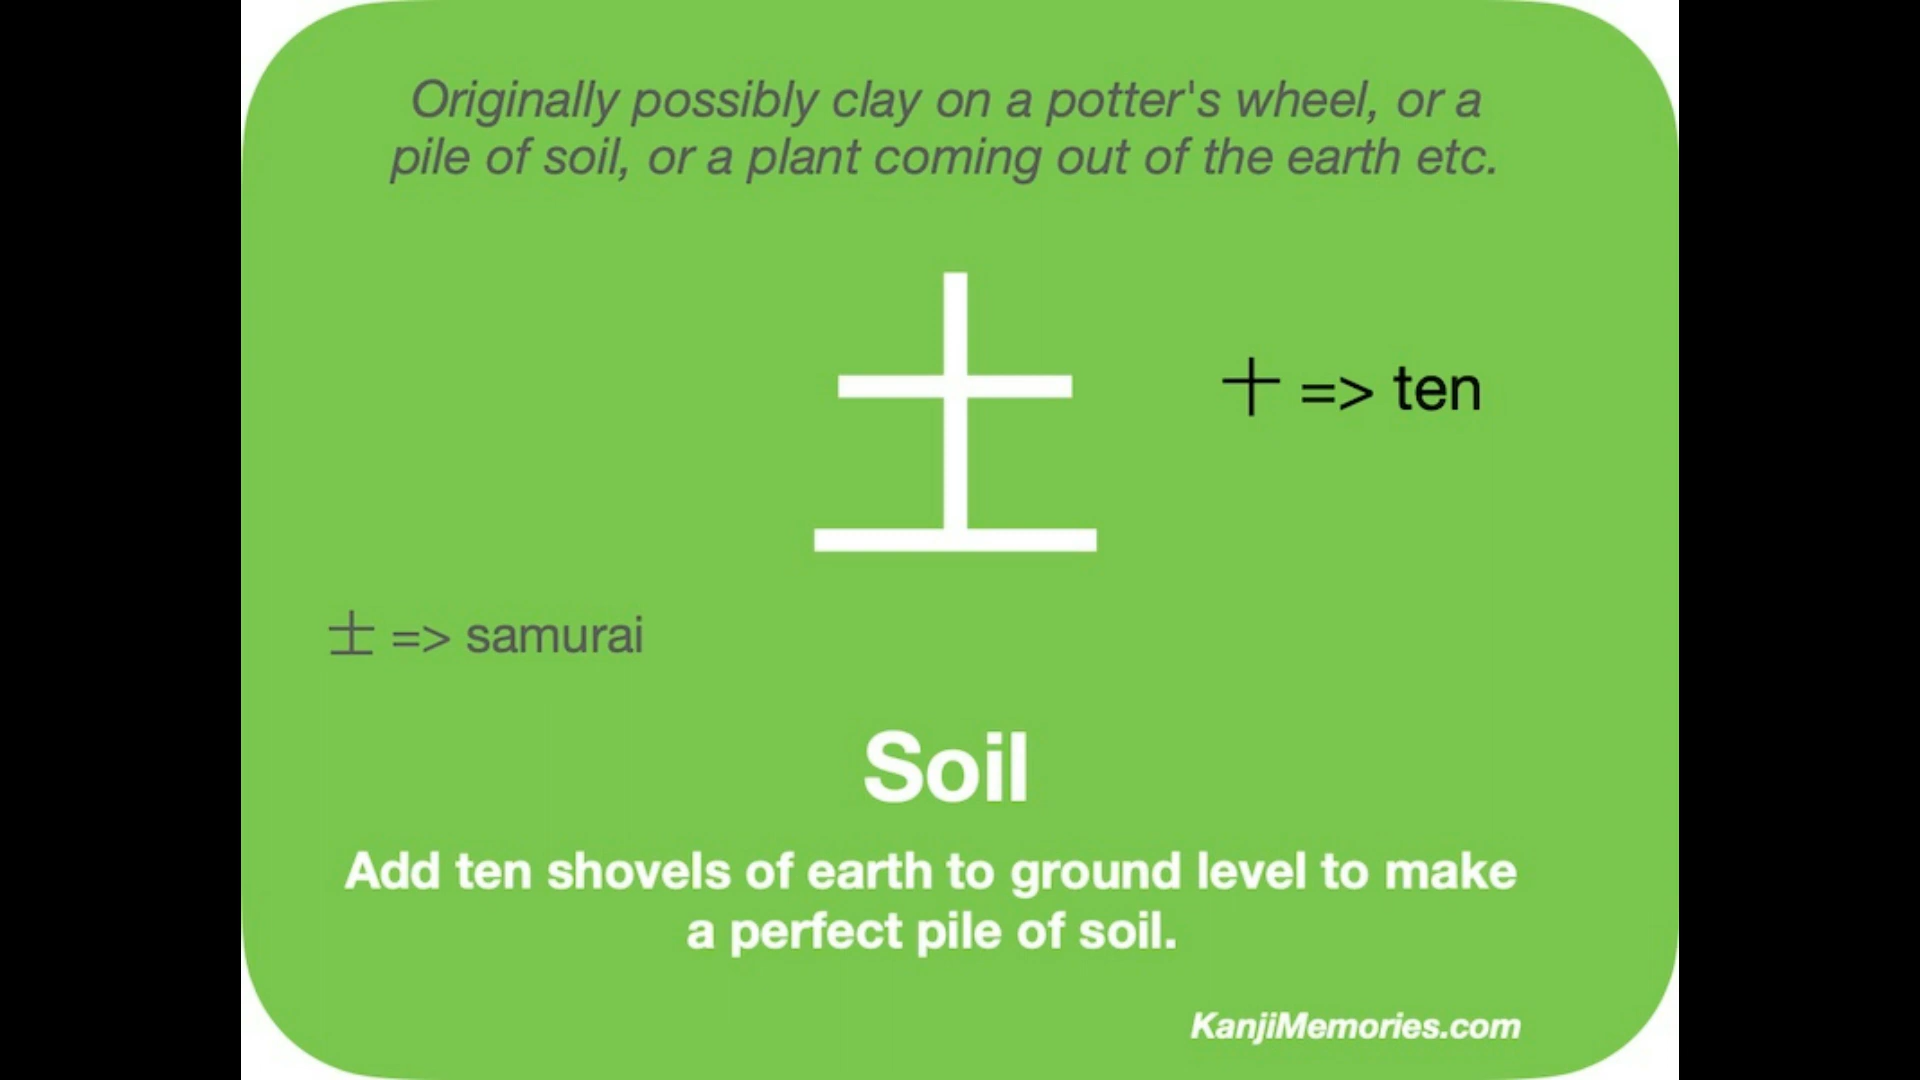 Originally possibly clay on a potter's wheel, or a
pile of soil, or a plant coming out of the earth etc.
土
十 => ten
士 => samurai
Soil
Add ten shovels of earth to ground level to make
a perfect pile of soil.
KanjiMemories.com